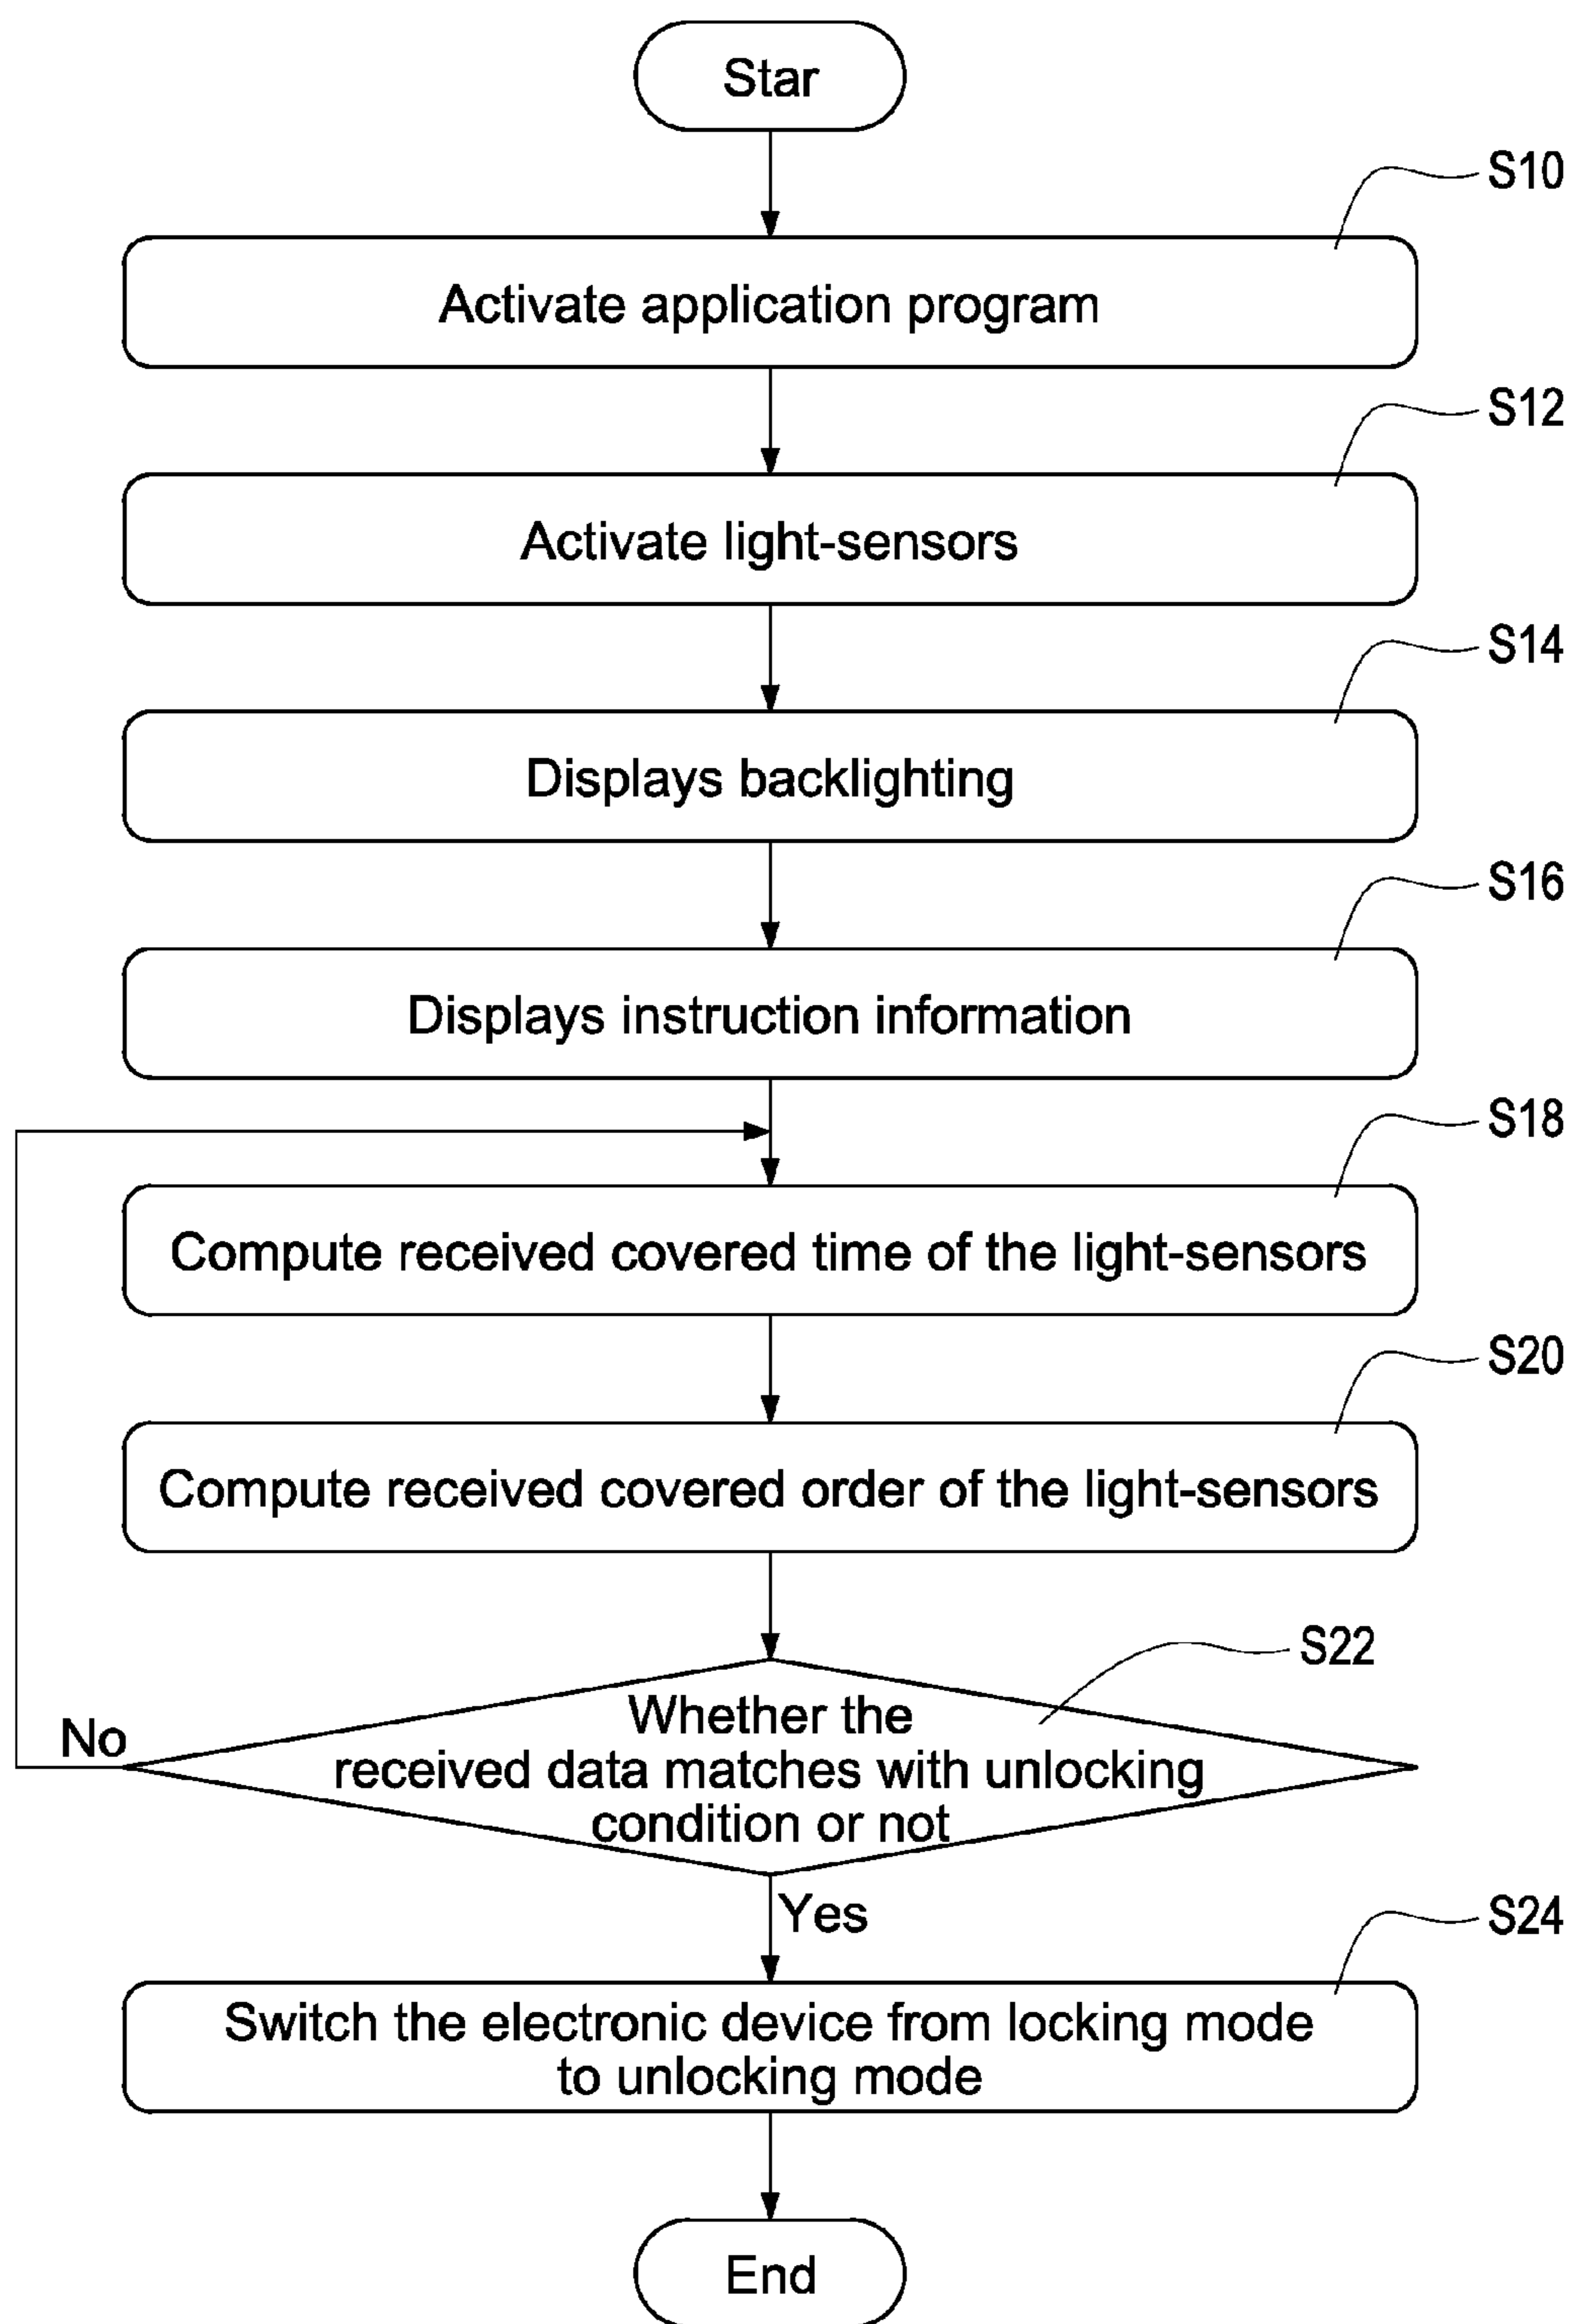 Star
S10
Activate application program
S12
Activate light-sensors
S14
Displays backlighting
S16
Displays instruction information
S18
Compute received covered time of the light-sensors
S20
Compute received covered order of the light-sensors
S22
Whether the
received data matches with unlocking
condition or not
No
Yes
S24
Switch the electronic device from locking mode
to unlocking mode
End